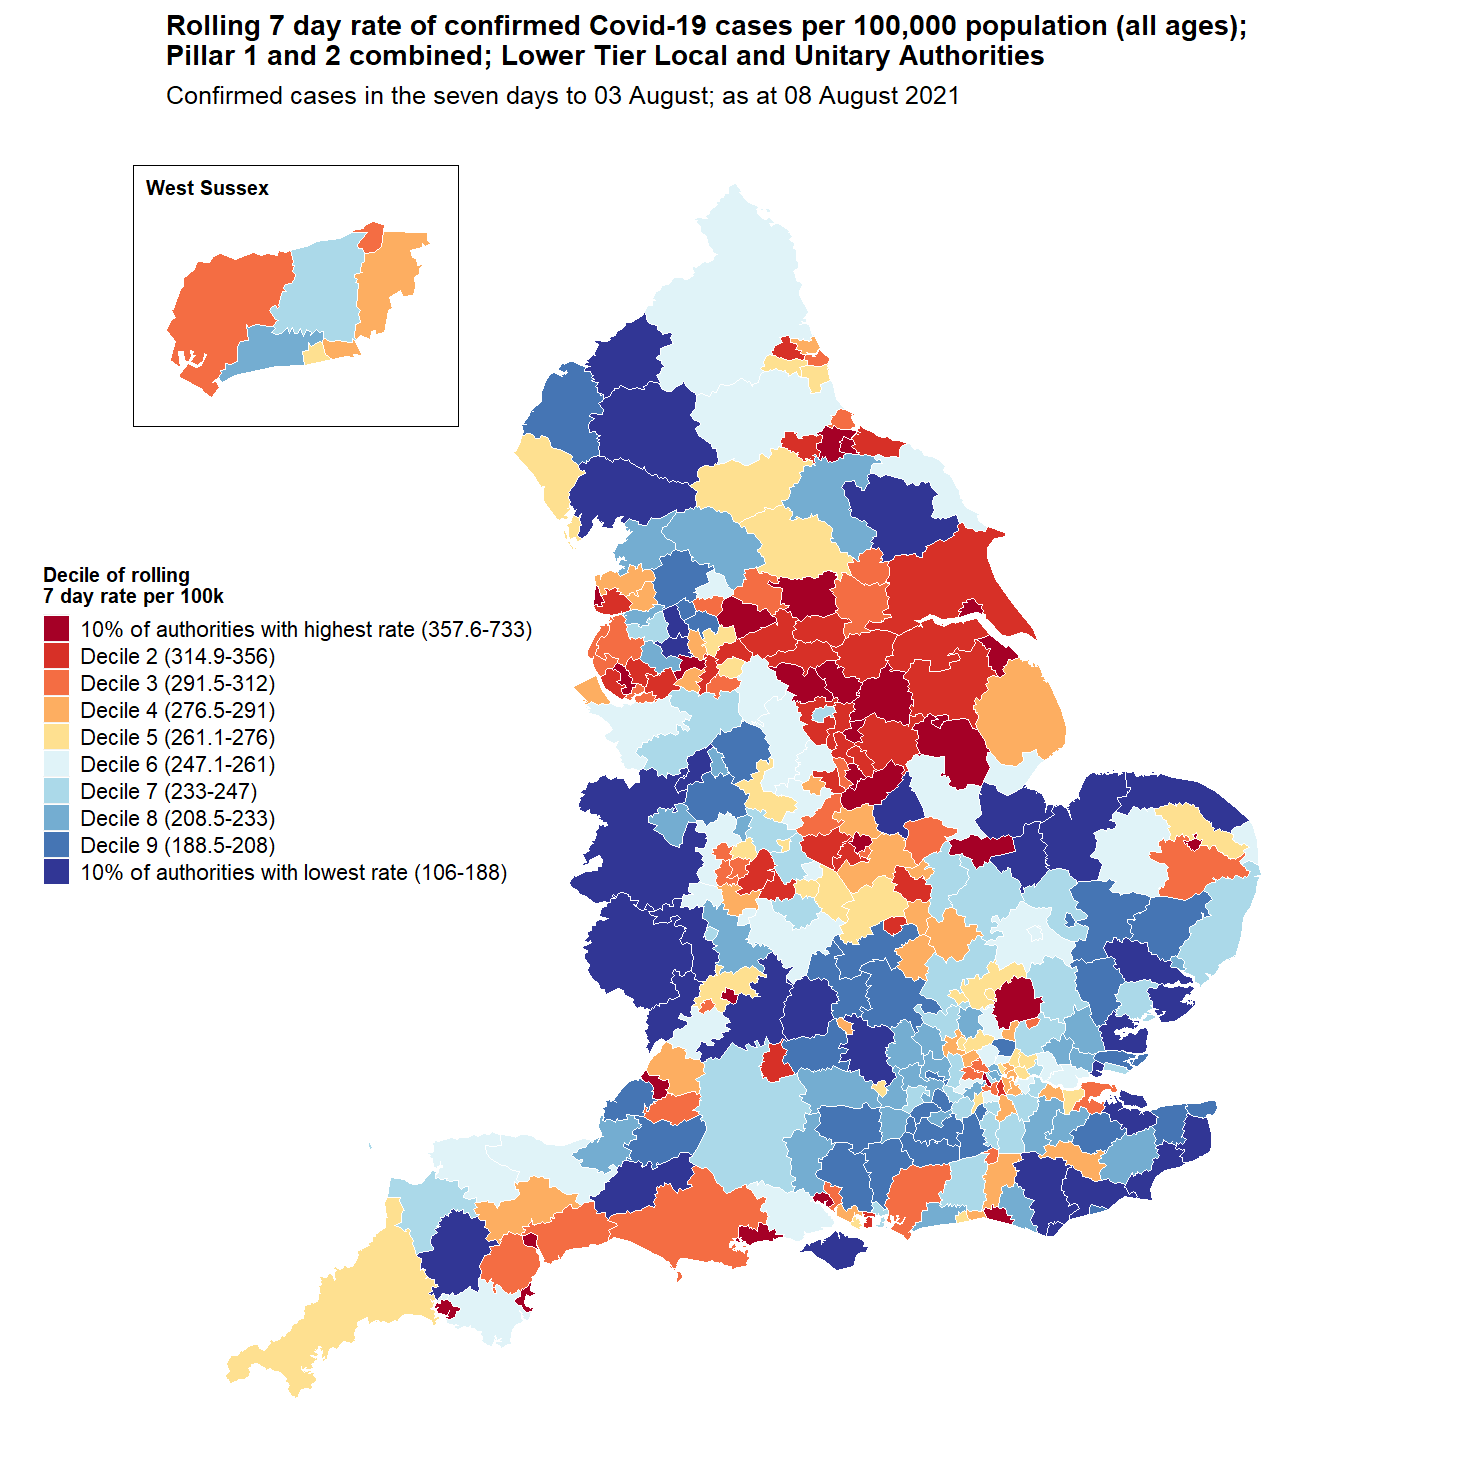 Rolling 7 day rate of confirmed Covid-19 cases per 100,000 population (all ages);
Pillar 1 and 2 combined; Lower Tier Local and Unitary Authorities
Confirmed cases in the seven days to 03 August; as at 08 August 2021
West Sussex
Decile of rolling
7 day rate per 100k
10% of authorities with highest rate (357.6-733)
Decile 2 (314.9-356)
Decile 3 (291.5-312)
Decile 4 (276.5-291)
Decile 5 (261.1-276)
Decile 6 (247.1-261)
Decile 7 (233-247)
Decile 8 (208.5-233)
Decile 9 (188.5-208)
10% of authorities with lowest rate (106-188)